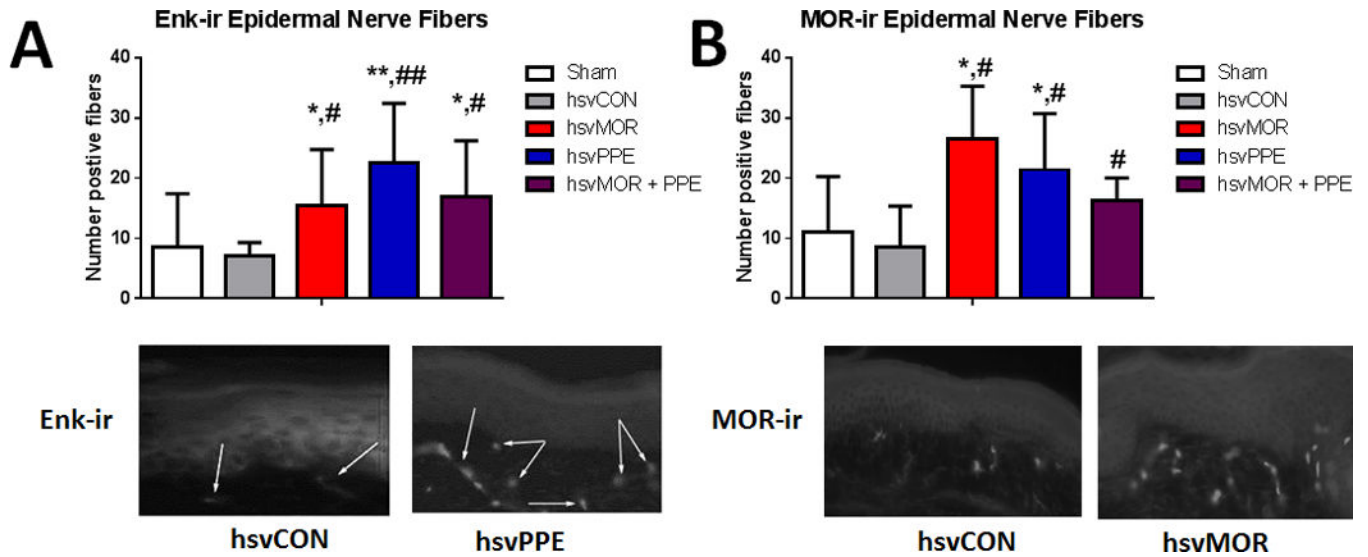 A
Enk-ir Epidermal Nerve Fibers
Number postive fibers
40
30
20
10
0
*,#
**,##
*,#
Sham
hsvCON
hsvMOR
hsvPPE
hsvMOR + PPE
B
MOR-ir Epidermal Nerve Fibers
Number positive fibers
40
30
20
10
0
*,#
*,#
#
Sham
hsvCON
hsvMOR
hsvPPE
hsvMOR + PPE
Enk-ir
hsvCON
hsvPPE
MOR-ir
hsvCON
hsvMOR